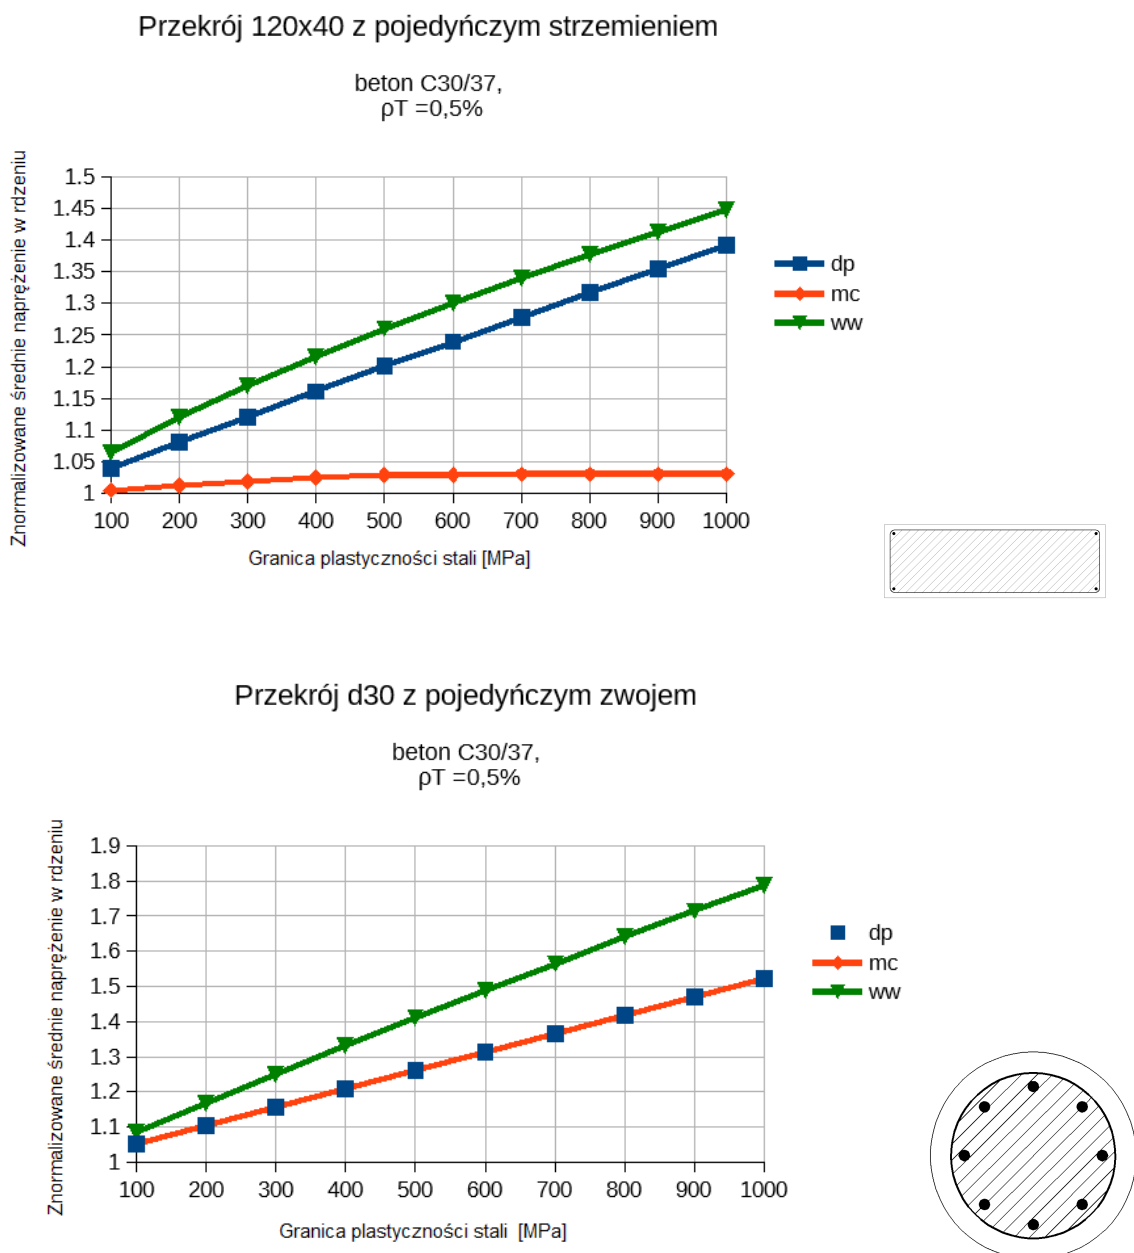 Przekrój 120x40 z pojedyńczym strzemieniem
beton C30/37,
ρT =0,5%
Znormalizowane średnie naprężenie w rdzeniu
1.5
1.45
1.4
1.35
1.3
1.25
1.2
1.15
1.1
1.05
1
100 200 300 400 500 600 700 800 900 1000
Granica plastyczności stali [MPa]
dp
mc
ww
Przekrój d30 z pojedyńczym zwojem
beton C30/37,
ρT =0,5%
Znormalizowane średnie naprężenie w rdzeniu
1.9
1.8
1.7
1.6
1.5
1.4
1.3
1.2
1.1
1
100 200 300 400 500 600 700 800 900 1000
Granica plastyczności stali [MPa]
dp
mc
ww